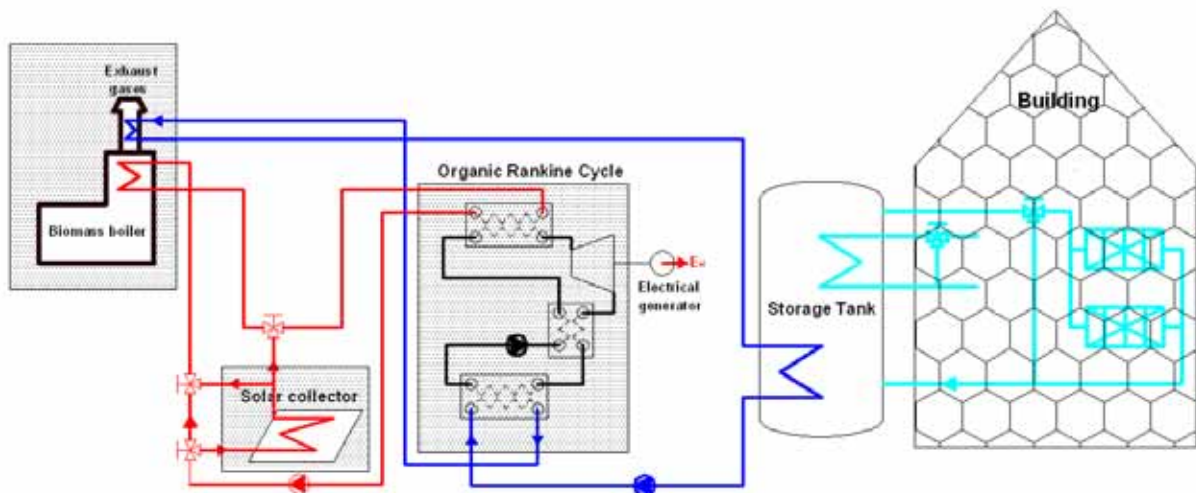 Exhaust
gases
Biomass boiler
Solar collector
Organic Rankine Cycle
Electrical
generator
Storage Tank
Building